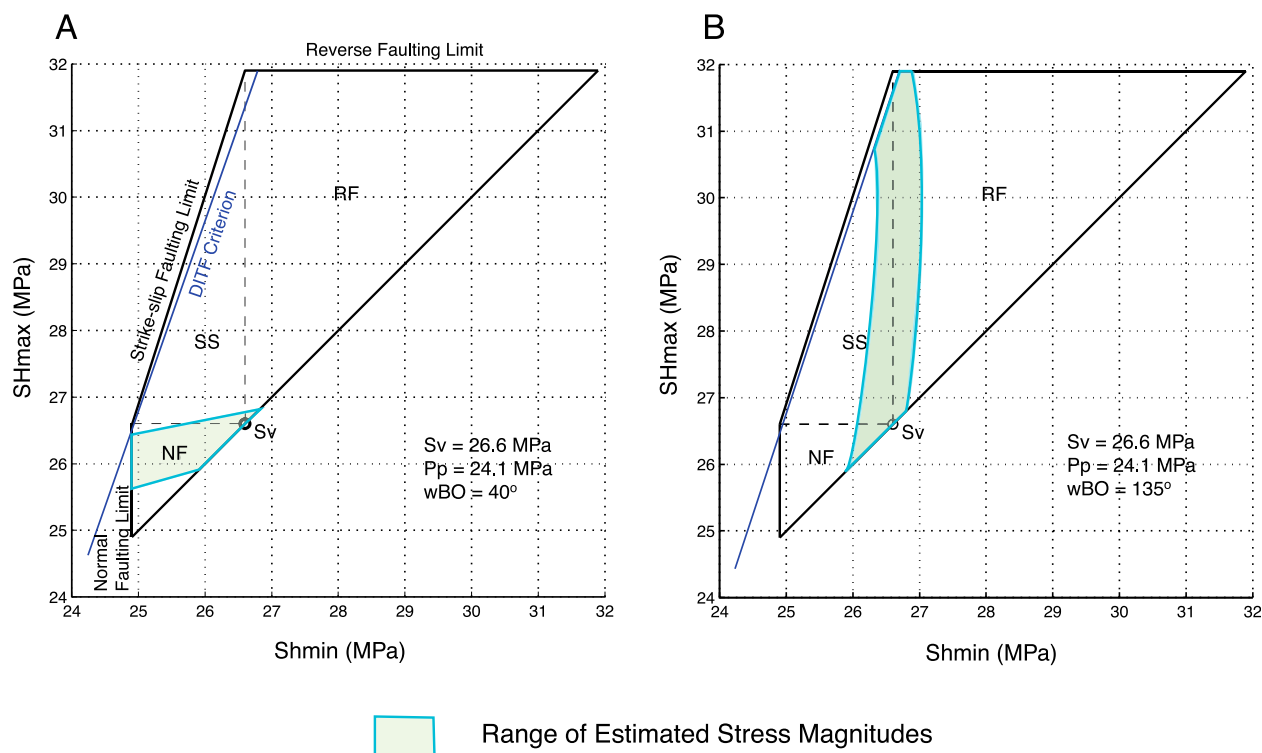 A
Reverse Faulting Limit
32
31
30
29
28
27
26
25
24
SHmax (MPa)
Strike-slip Faulting Limit
DITF Criterion
RF
SS
NF
Sv
Normal
Faulting Limit
Sv = 26.6 MPa
Pp = 24.1 MPa
wBO = 40º
24 25 26 27 28 29 30 31 32
Shmin (MPa)
B
32
31
30
29
28
27
26
25
24
SHmax (MPa)
RF
SS
NF
Sv
Sv = 26.6 MPa
Pp = 24.1 MPa
wBO = 135º
24 25 26 27 28 29 30 31 32
Shmin (MPa)
Range of Estimated Stress Magnitudes